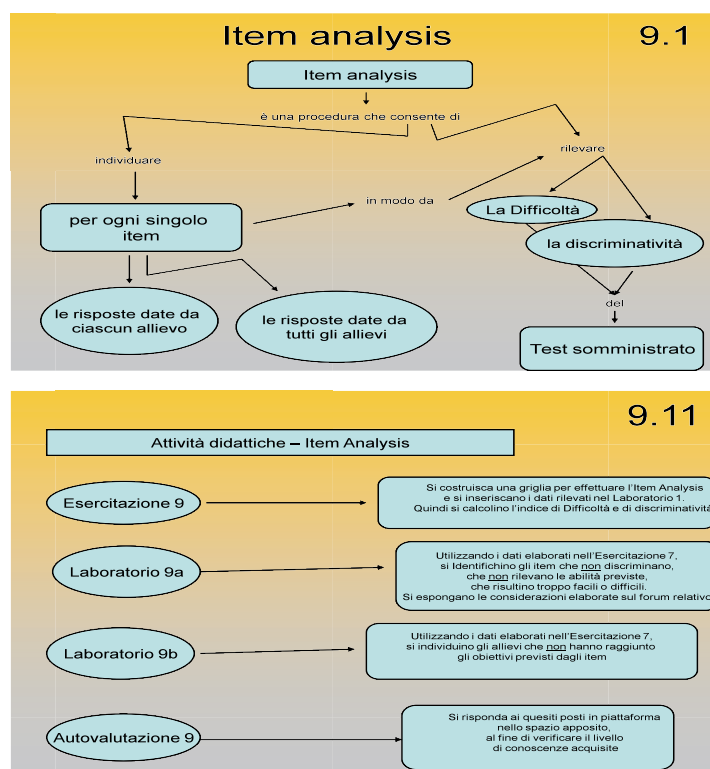 Item analysis
9.1
Item analysis
è una procedura che consente di
individuare
rilevare
in modo da
per ogni singolo
item
La Difficoltà
la discriminatività
le risposte date da
ciascun allievo
le risposte date da
tutti gli allievi
del
Test somministrato
9.11
Attività didattiche – Item Analysis
Esercitazione 9
Si costruisca una griglia per effettuare l'Item Analysis
e si inseriscano i dati rilevati nel Laboratorio 1.
Quindi si calcolino l'indice di Difficoltà e di discriminatività
Laboratorio 9a
Utilizzando i dati elaborati nell'Esercitazione 7,
si Identifichino gli item che non discriminano,
che non rilevano le abilità previste,
che risultino troppo facili o difficili.
Si espongano le considerazioni elaborate sul forum relativo
Laboratorio 9b
Utilizzando i dati elaborati nell'Esercitazione 7,
si individuino gli allievi che non hanno raggiunto
gli obiettivi previsti dagli item
Autovalutazione 9
Si risponda ai quesiti posti in piattaforma
nello spazio apposito,
al fine di verificare il livello
di conoscenze acquisite